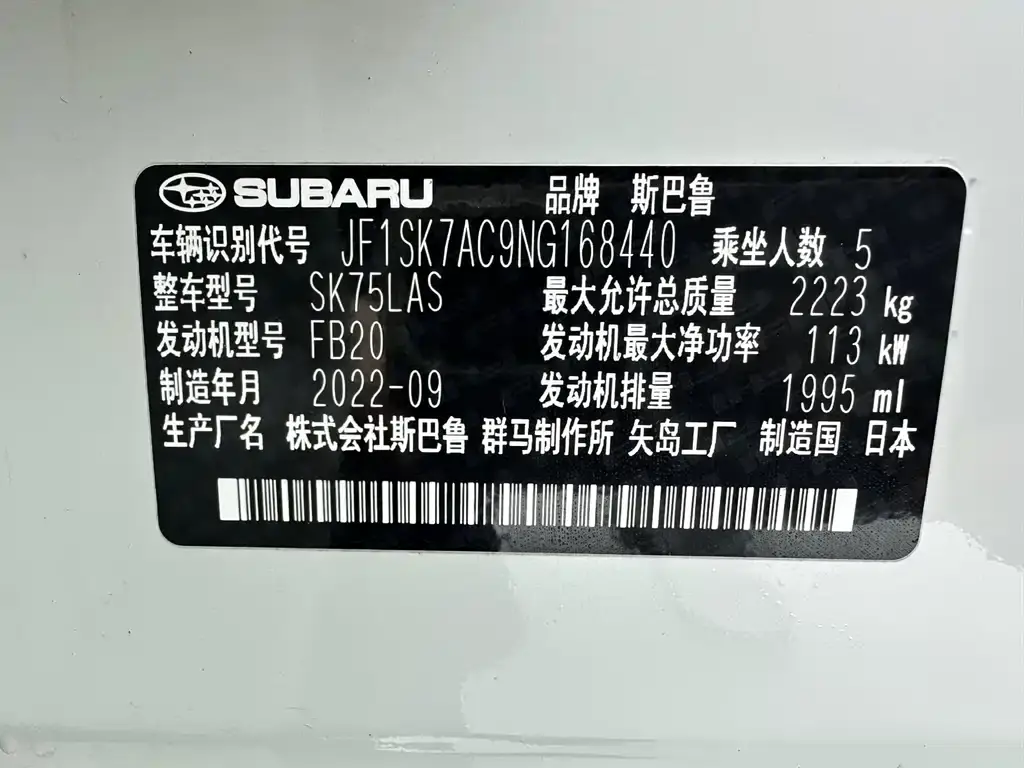 SUBARU 品牌 斯巴鲁
车辆识别代号 JF1SK7AC9NG168440 乘坐人数 5
整车型号 SK75LAS 最大允许总质量 2223 kg
发动机型号 FB20 发动机最大净功率 113 kW
制造年月 2022-09 发动机排量 1995 ml
生产厂名 株式会社斯巴鲁 群马制作所 矢岛工厂 制造国 日本